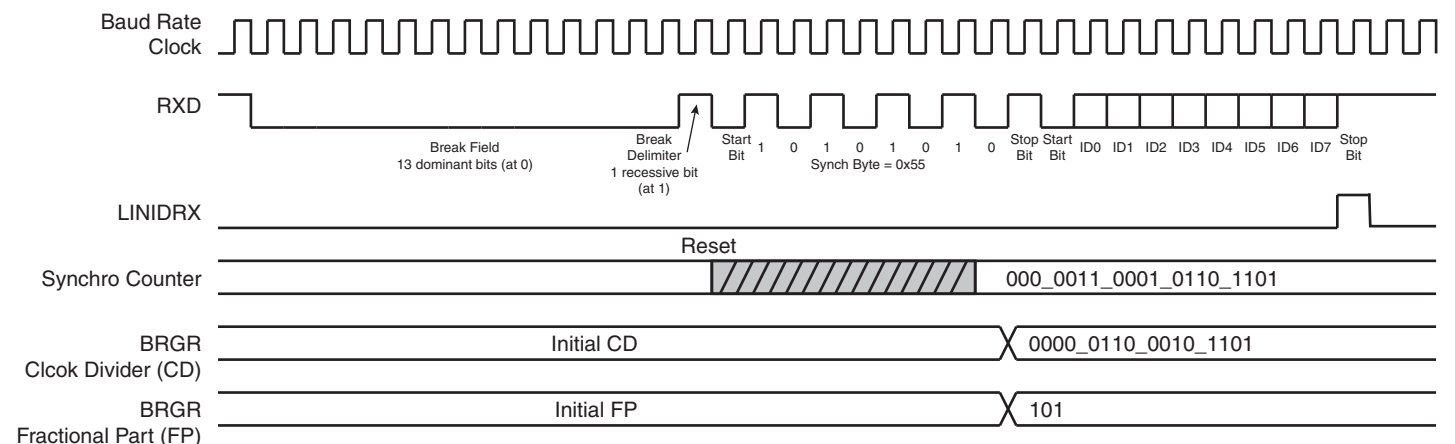 Baud Rate
Clock
RXD
Break Field
13 dominant bits (at 0)
Break
Delimiter
1 recessive bit
(at 1)
Start
Bit
1 0 1 0 1 0 1 0
Synch Byte = 0x55
Stop
Bit
Start
Bit
ID0 ID1 ID2 ID3 ID4 ID5 ID6 ID7
Stop
Bit
LINIDRX
Reset
Synchro Counter
000_0011_0001_0110_1101
BRGR
Clcok Divider (CD)
Initial CD
0000_0110_0010_1101
BRGR
Fractional Part (FP)
Initial FP
101